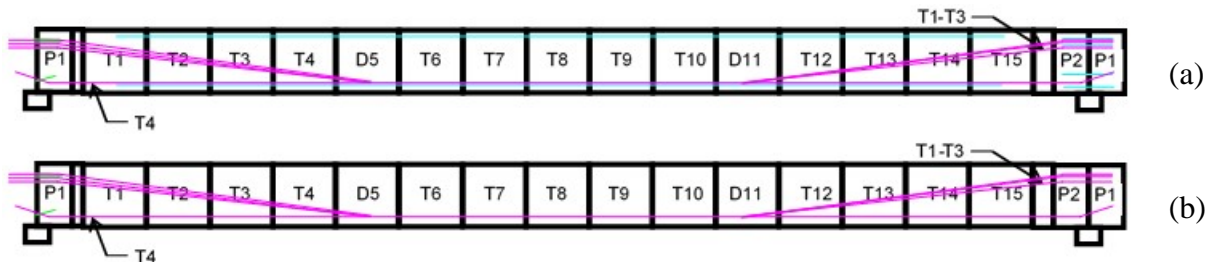 T1-T3
P1 T1 T2 T3 T4 D5 T6 T7 T8 T9 T10 D11 T12 T13 T14 T15 P2 P1 (a)
T4
T1-T3
P1 T1 T2 T3 T4 D5 T6 T7 T8 T9 T10 D11 T12 T13 T14 T15 P2 P1 (b)
T4